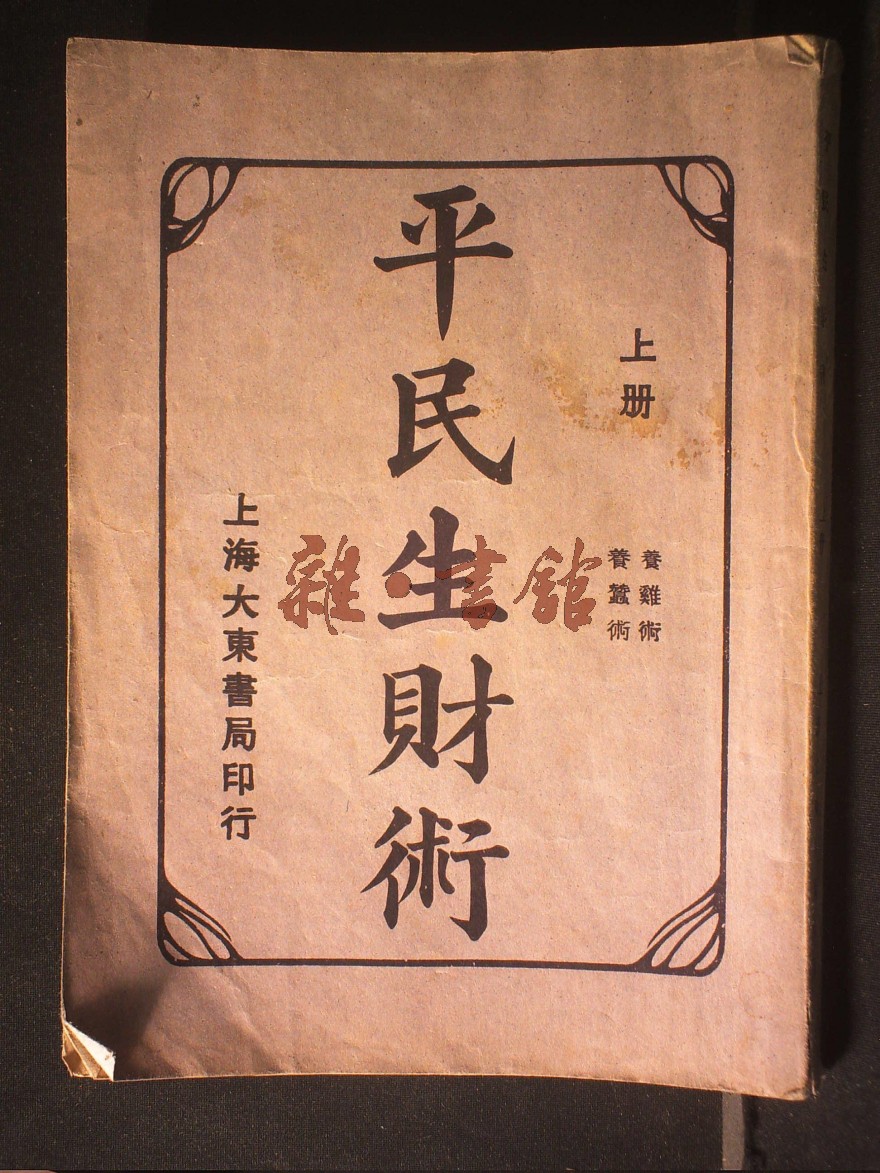 上册
養雞術
養蠶術
平民生財術
上海大東書局印行
雜·書館